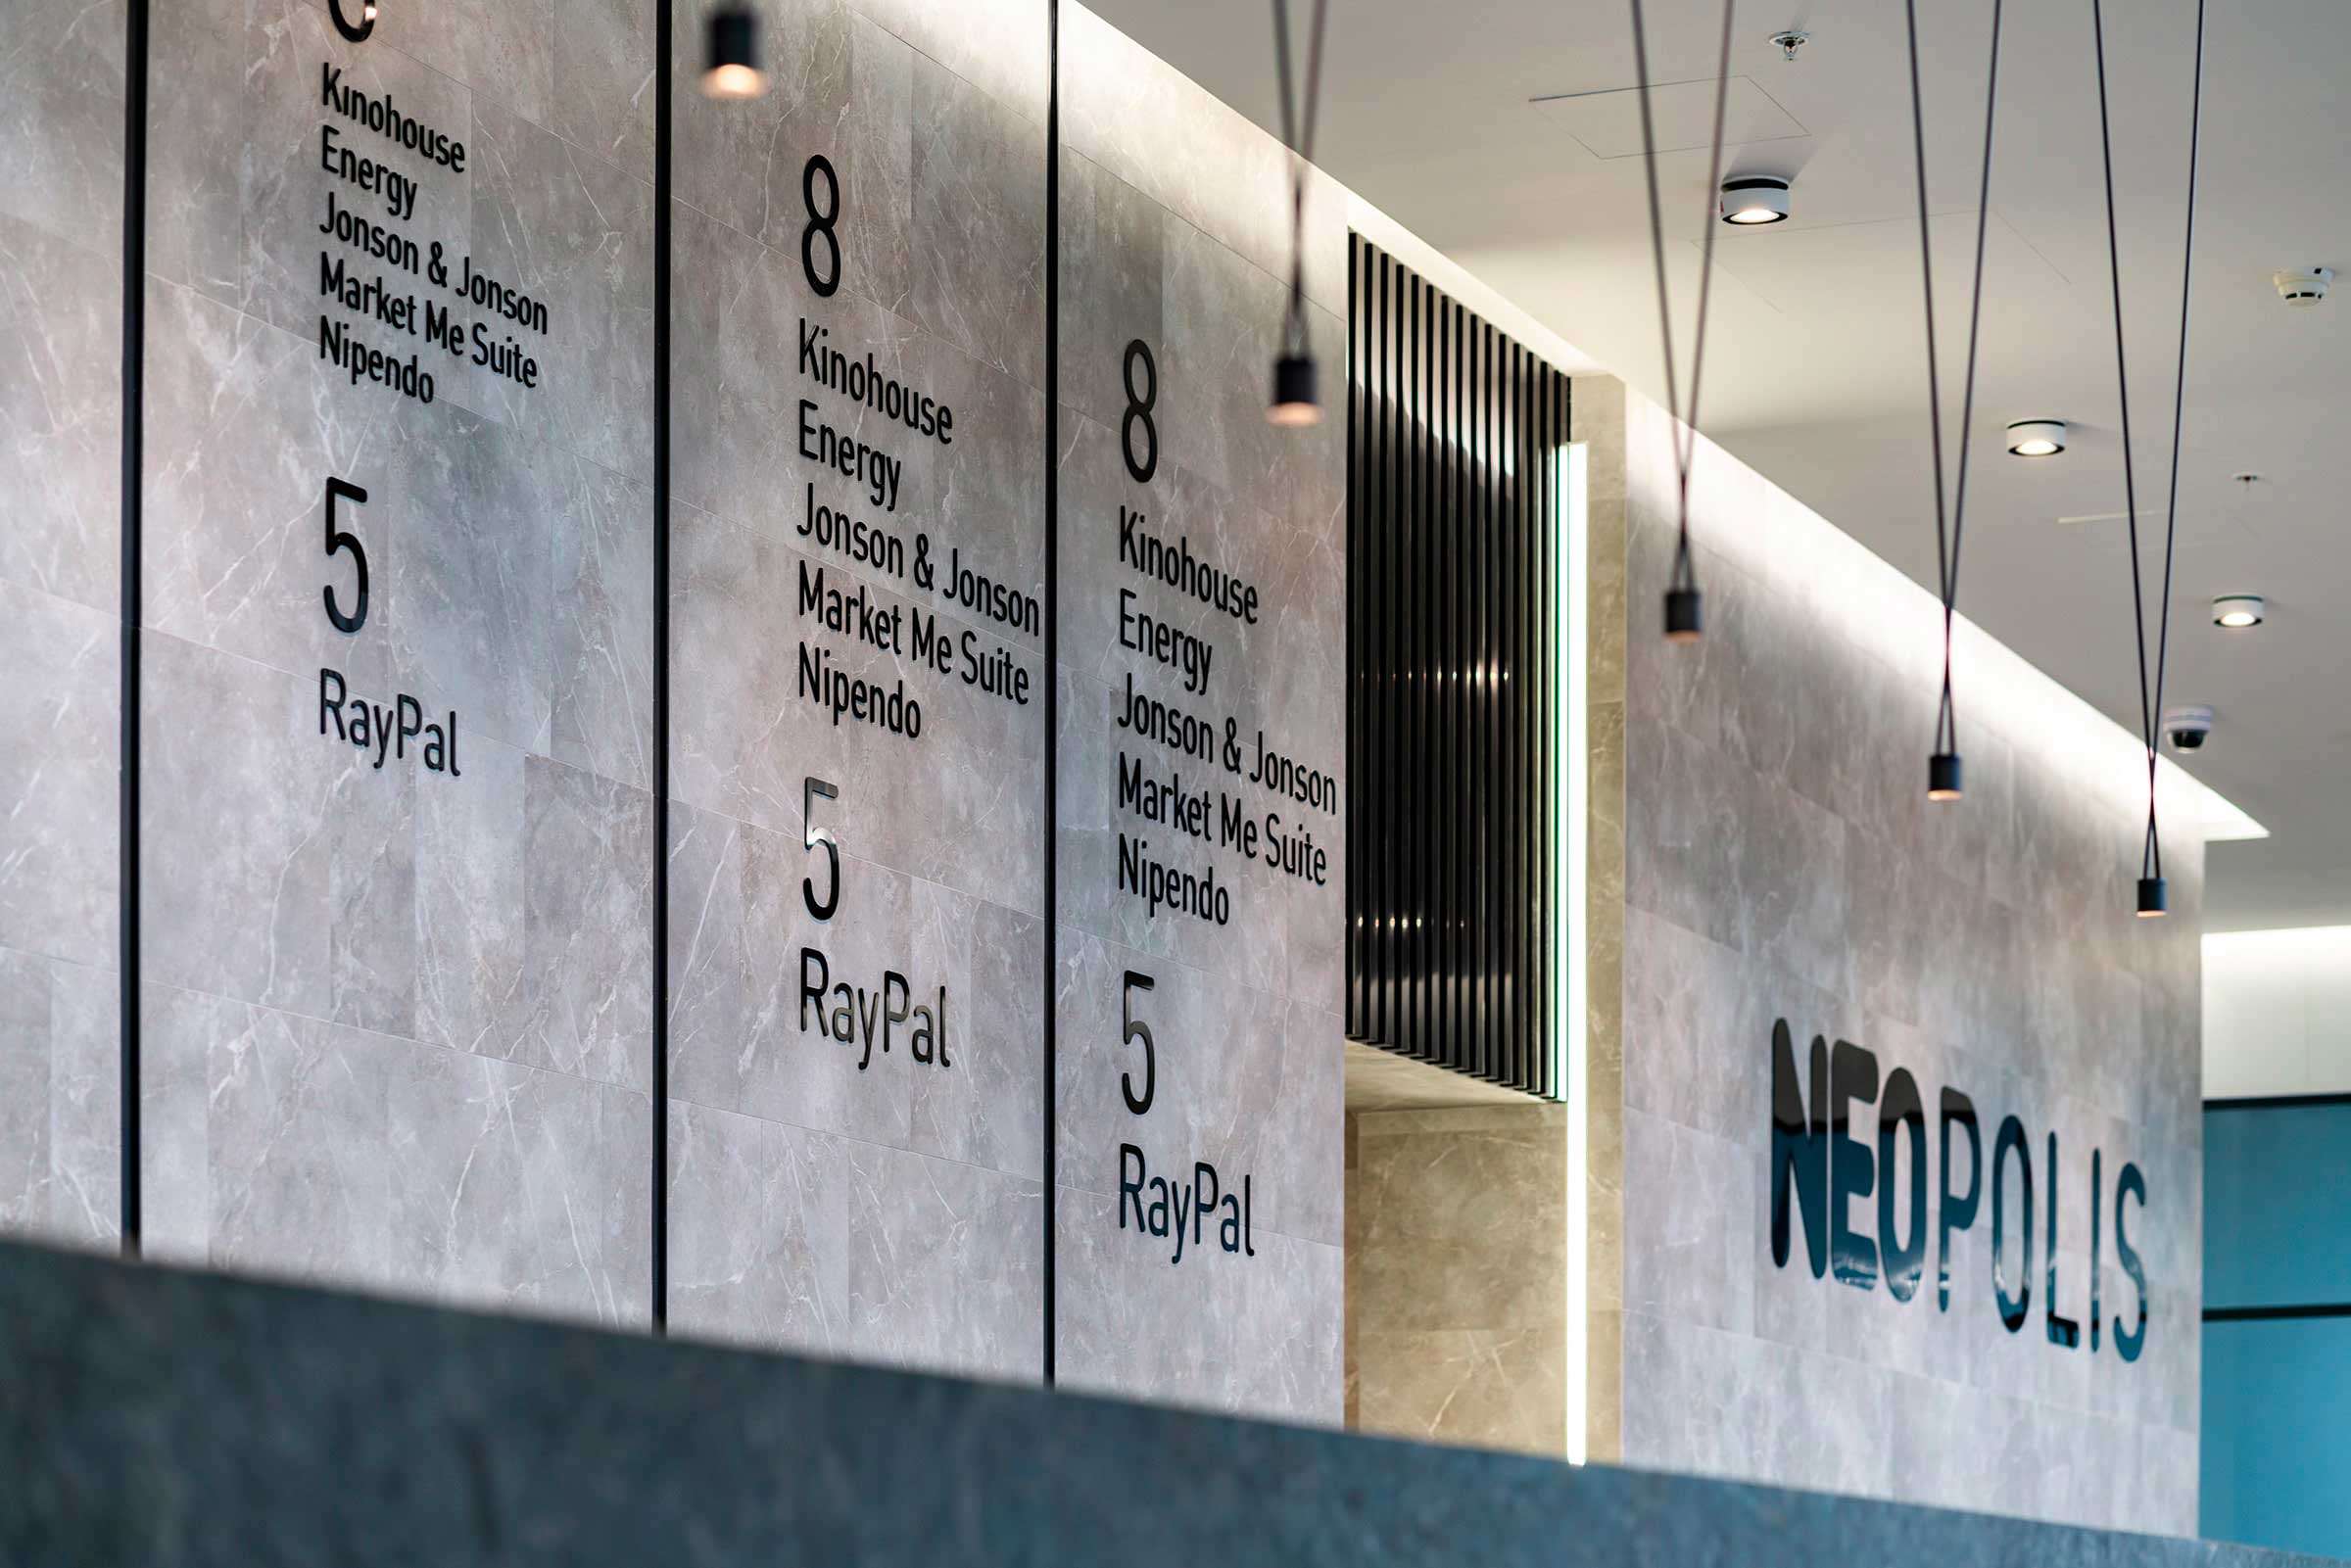 8
Kinohouse
Energy
Jonson & Jonson
Market Me Suite
Nipendo
5
RayPal
8
Kinohouse
Energy
Jonson & Jonson
Market Me Suite
Nipendo
5
RayPal
8
Kinohouse
Energy
Jonson & Jonson
Market Me Suite
Nipendo
5
RayPal
NEOPOLIS